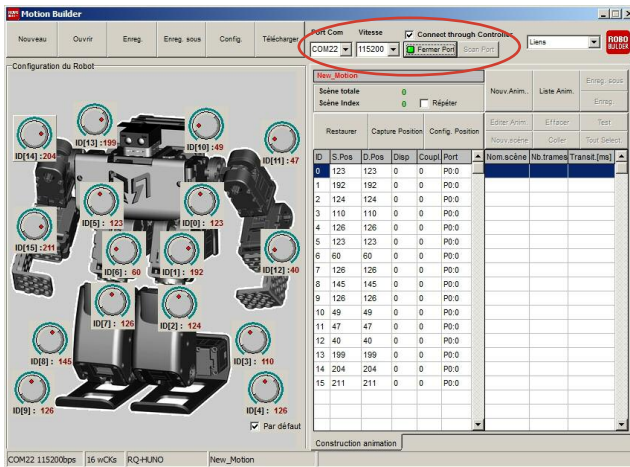 Motion Builder
Nouveau Ouvrir Enreg. Enreg. sous Config. Télécharger
Port Com Vitesse Connect through Controller
COM22 115200 Fermer Port Scan Port
Liens
ROBO BUILDER
Configuration du Robot
ID[13] :199
ID[10] :49
ID[14] :204
ID[11] :47
ID[5] : 123
ID[0] : 123
ID[15] :211
ID[6] : 60
ID[1] : 192
ID[12] :40
ID[7] : 126
ID[2] : 124
ID[8] : 145
ID[3] : 110
ID[9] : 126
ID[4] : 126
Par défaut
New_Motion
Scène totale 0
Scène Index 0 Répéter
Nouv.Anim.. Liste Anim. Enreg. sous
Enreg.
Restaurer Capture Position Config. Position
Editer Anim. Effacer Test
Nouv.scène Coller Tout Select.
ID S.Pos D.Pos Disp Coupl. Port
0 123 123 0 0 P0:0
1 192 192 0 0 P0:0
2 124 124 0 0 P0:0
3 110 110 0 0 P0:0
4 126 126 0 0 P0:0
5 123 123 0 0 P0:0
6 60 60 0 0 P0:0
7 126 126 0 0 P0:0
8 145 145 0 0 P0:0
9 126 126 0 0 P0:0
10 49 49 0 0 P0:0
11 47 47 0 0 P0:0
12 40 40 0 0 P0:0
13 199 199 0 0 P0:0
14 204 204 0 0 P0:0
15 211 211 0 0 P0:0
Nom.scène Nb.trames Transit.[ms]
Construction animation
COM22 115200bps 16 wCKs RQ-HUNO New_Motion